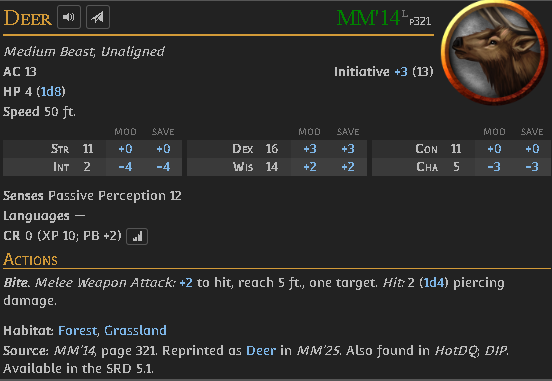 DEER MM'14 L P321
Medium Beast, Unaligned
AC 13 Initiative +3 (13)
HP 4 (1d8)
Speed 50 ft.
MOD SAVE MOD SAVE MOD SAVE
STR 11 +0 +0 DEX 16 +3 +3 CON 11 +0 +0
INT 2 –4 –4 WIS 14 +2 +2 CHA 5 –3 –3
Senses Passive Perception 12
Languages —
CR 0 (XP 10; PB +2)
ACTIONS
Bite. Melee Weapon Attack: +2 to hit, reach 5 ft., one target. Hit: 2 (1d4) piercing
damage.
Habitat: Forest, Grassland
Source: MM'14, page 321. Reprinted as Deer in MM'25. Also found in HotDQ; DIP.
Available in the SRD 5.1.